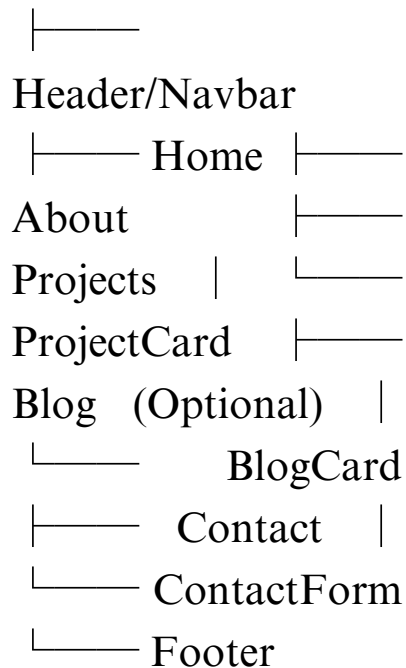 ├──
Header/Navbar
├── Home ├──
About ├──
Projects │ └──
ProjectCard ├──
Blog (Optional) │
└── BlogCard
├── Contact │
└── ContactForm
└── Footer